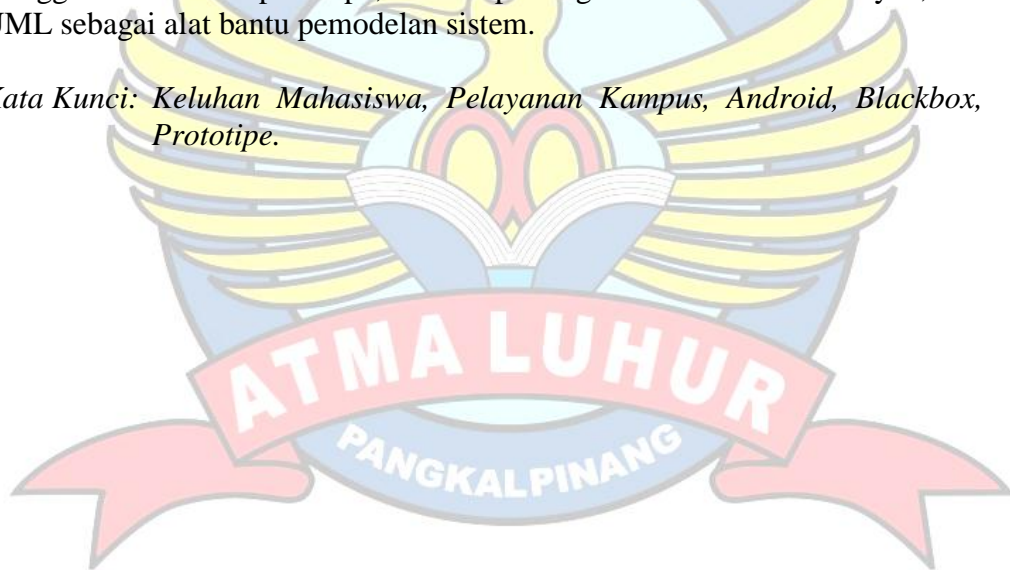 UML sebagai alat bantu pemodelan sistem.
Kata Kunci: Keluhan Mahasiswa, Pelayanan Kampus, Android, Blackbox,
Prototipe.
ATMA LUHUR
PANGKALPINANG